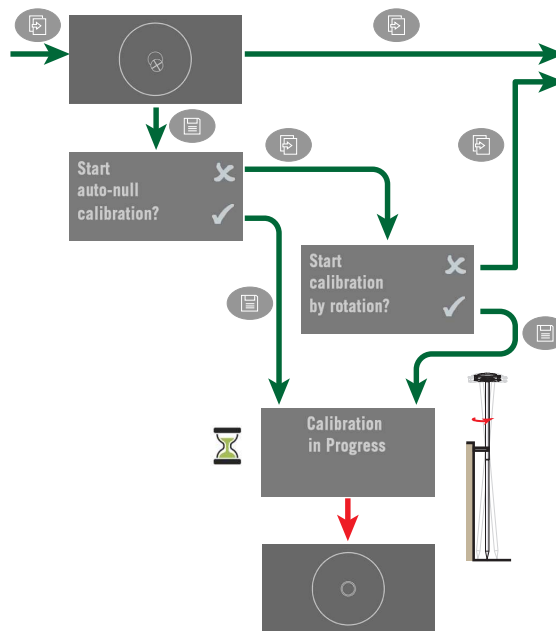 Start
auto-null
calibration?
Start
calibration
by rotation?
Calibration
in Progress